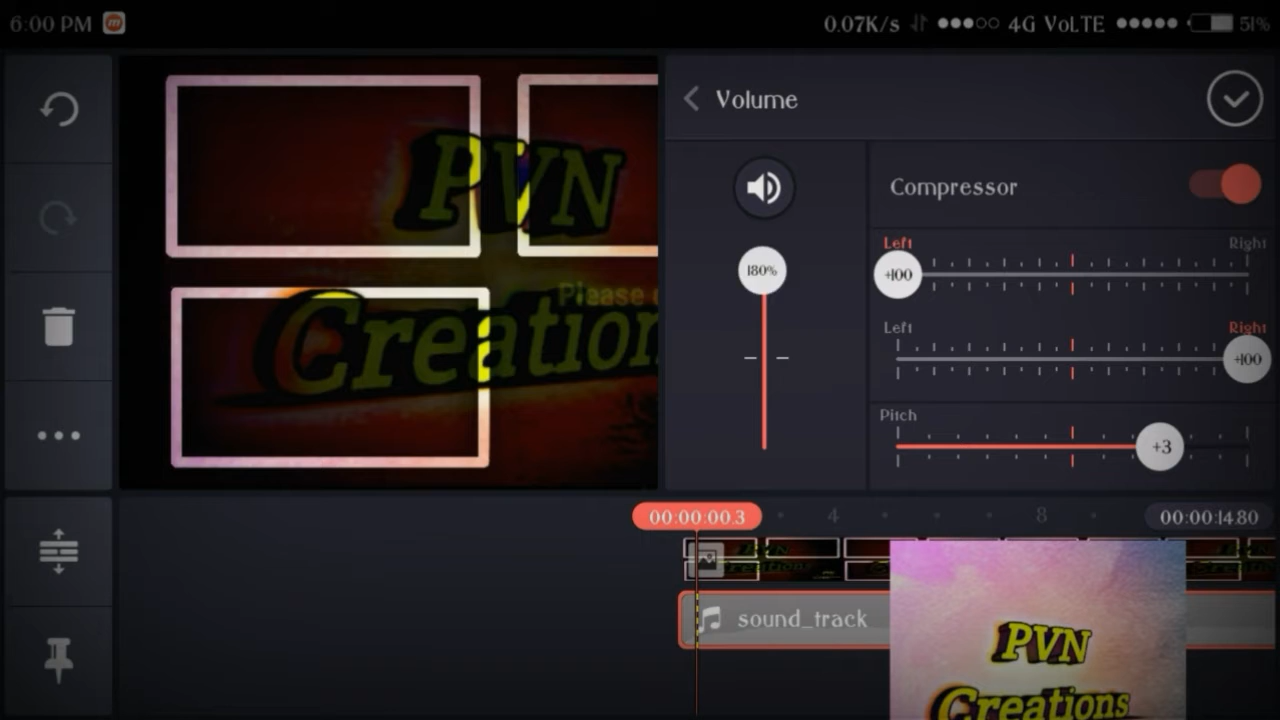 6:00 PM
0.07K/s 4G VoLTE 51%
Volume
Compressor
180%
Left Right
+100
Left Right
+100
Pitch
+3
PVN
Please
Creation
00:00:00.3 4 8 00:00:14.80
sound_track
PVN
Creations